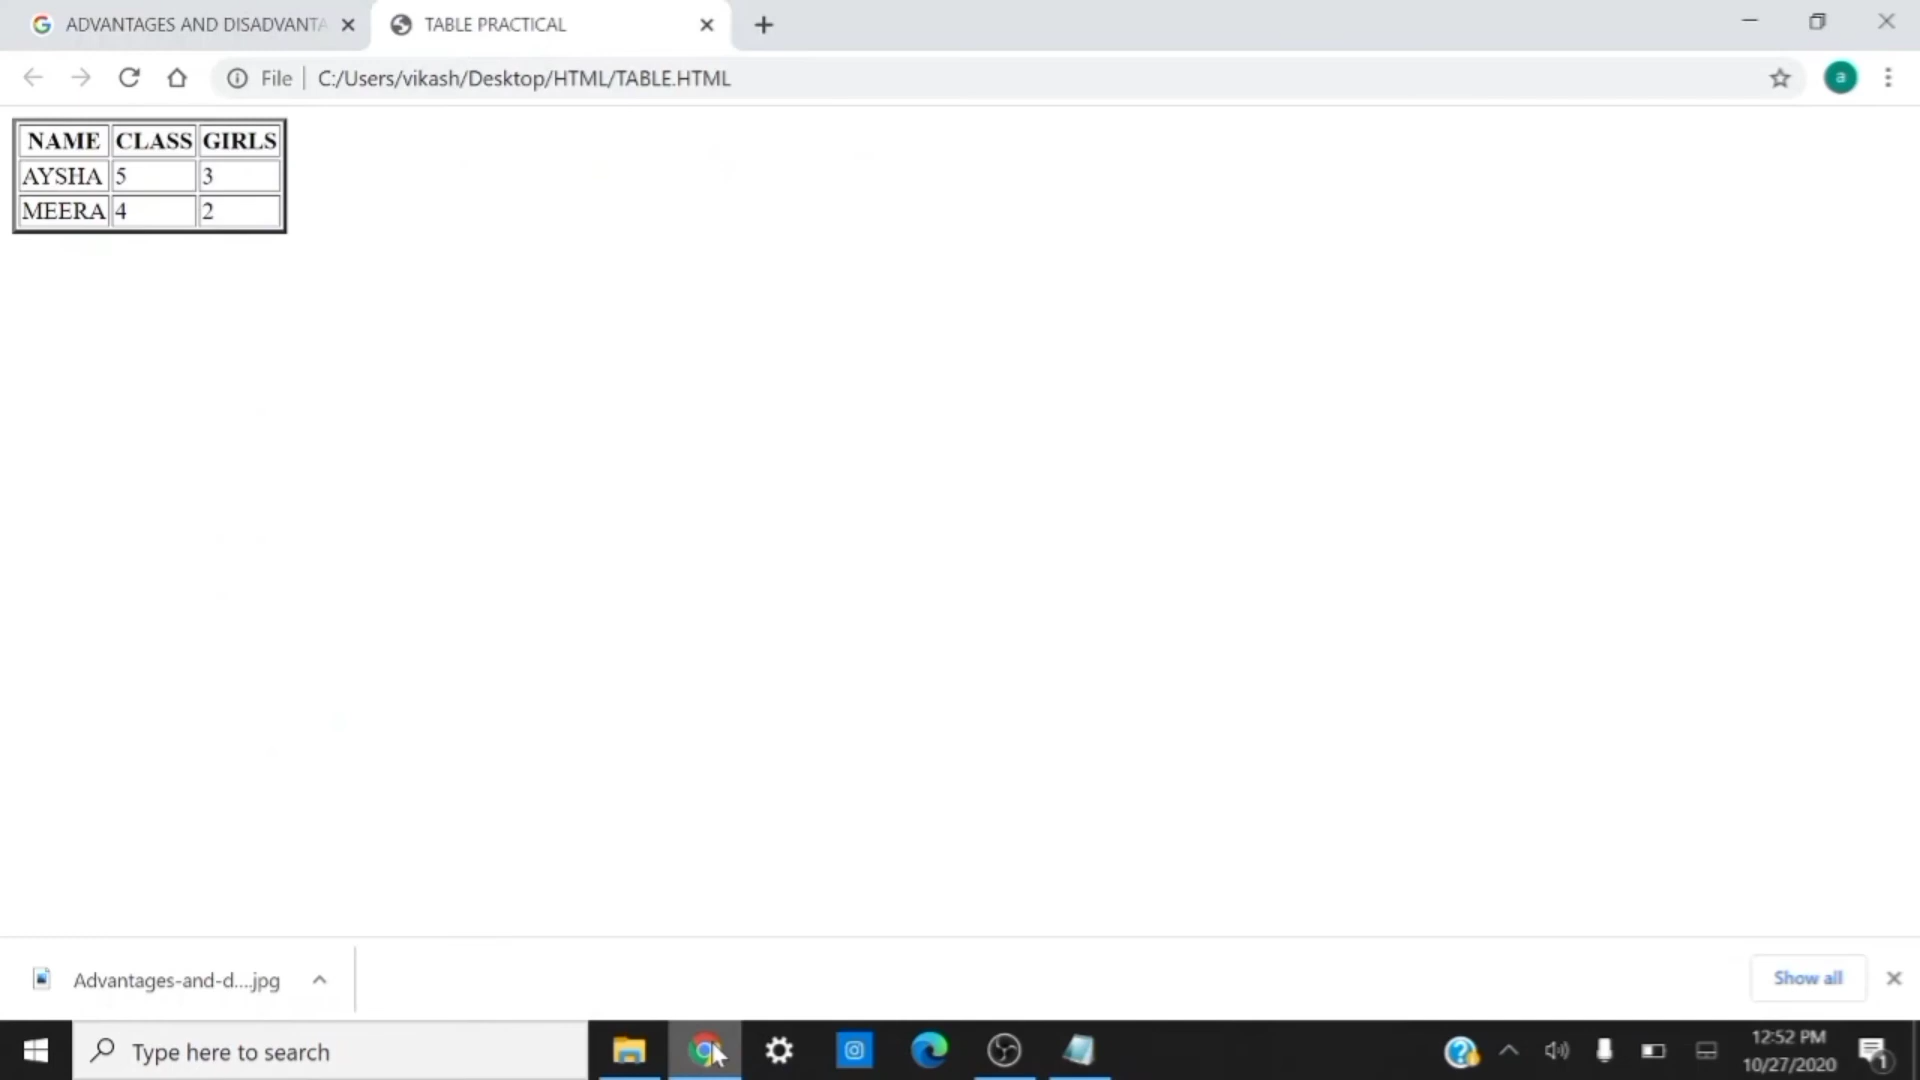 ADVANTAGES AND DISADVANTA
TABLE PRACTICAL
File
C:/Users/vikash/Desktop/HTML/TABLE.HTML
a
NAME CLASS GIRLS
AYSHA 5 3
MEERA 4 2
Advantages-and-d....jpg
Show all
Type here to search
12:52 PM
10/27/2020
1